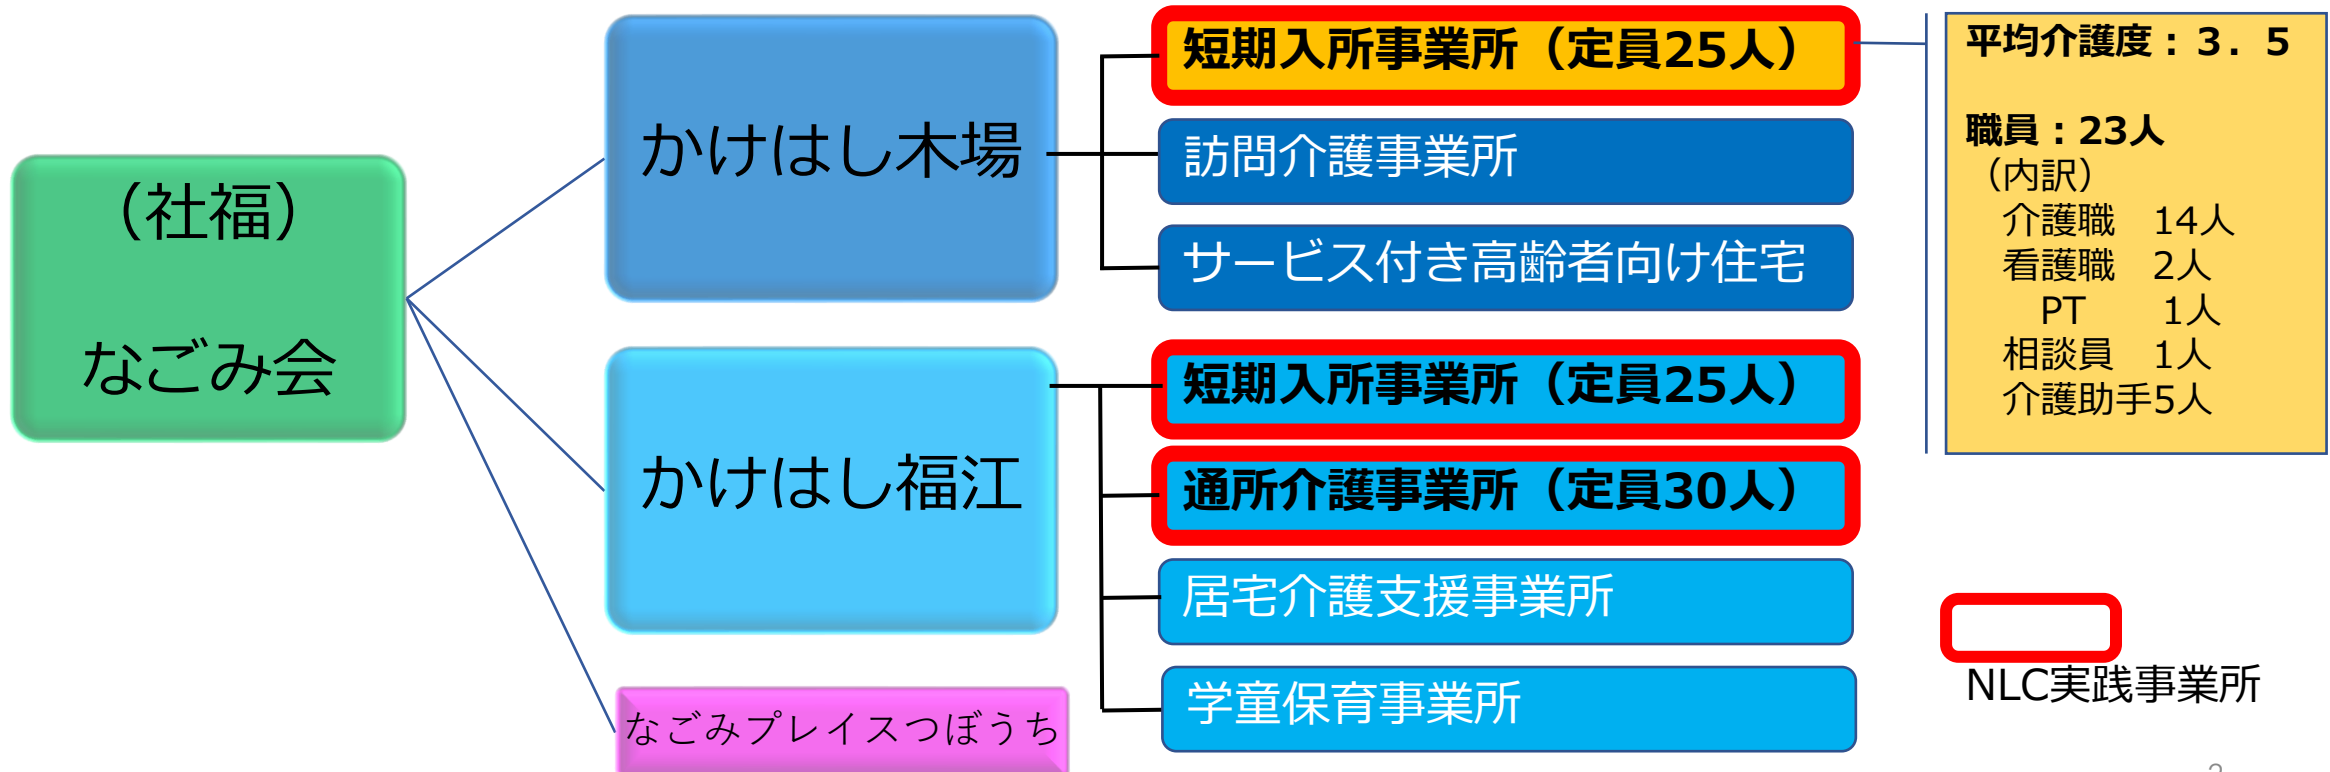 （社福）
なごみ会
かけはし木場
短期入所事業所（定員25人）
訪問介護事業所
サービス付き高齢者向け住宅
かけはし福江
短期入所事業所（定員25人）
通所介護事業所（定員30人）
居宅介護支援事業所
学童保育事業所
なごみプレイスつぼうち
平均介護度：３．５
職員：23人
（内訳）
介護職　14人
看護職　2人
PT　　1人
相談員　1人
介護助手5人
NLC実践事業所